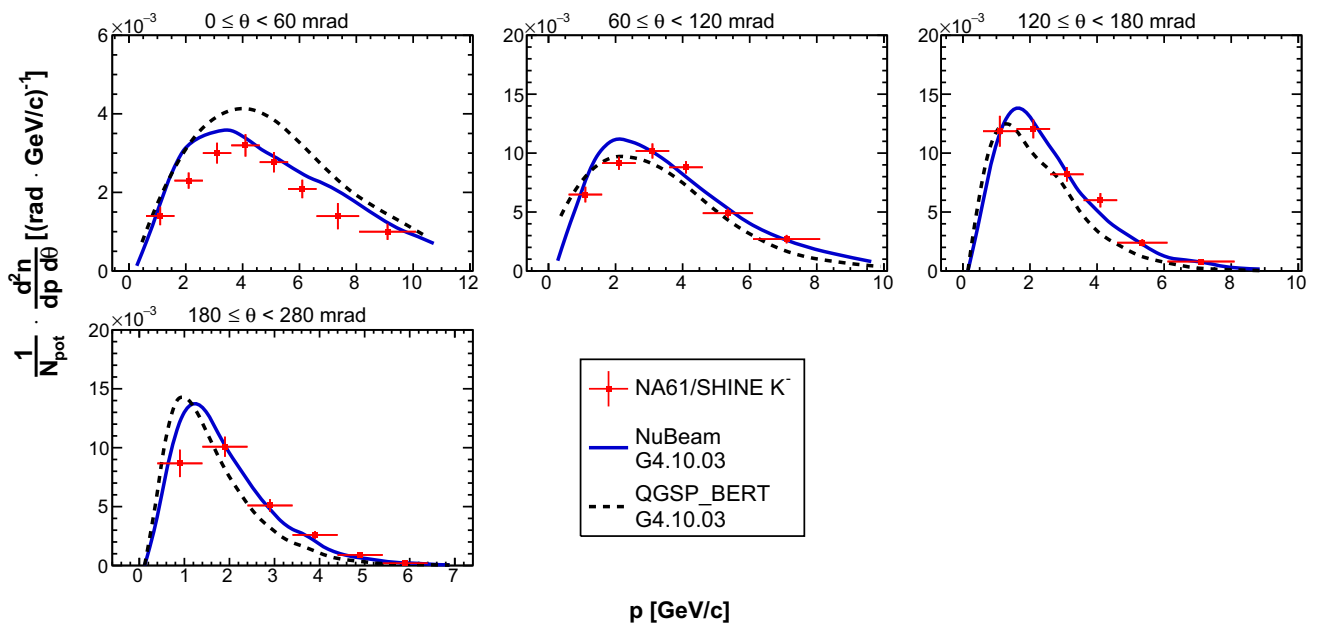 0 ≤ θ < 60 mrad
×10⁻³
6
4
2
0
0 2 4 6 8 10 12
60 ≤ θ < 120 mrad
×10⁻³
20
15
10
5
0
0 2 4 6 8 10
120 ≤ θ < 180 mrad
×10⁻³
20
15
10
5
0
0 2 4 6 8 10
180 ≤ θ < 280 mrad
×10⁻³
20
15
10
5
0
0 1 2 3 4 5 6 7
1/N_pot · d²n/dp dθ [(rad · GeV/c)⁻¹]
NA61/SHINE K⁻
NuBeam
G4.10.03
QGSP_BERT
G4.10.03
p [GeV/c]